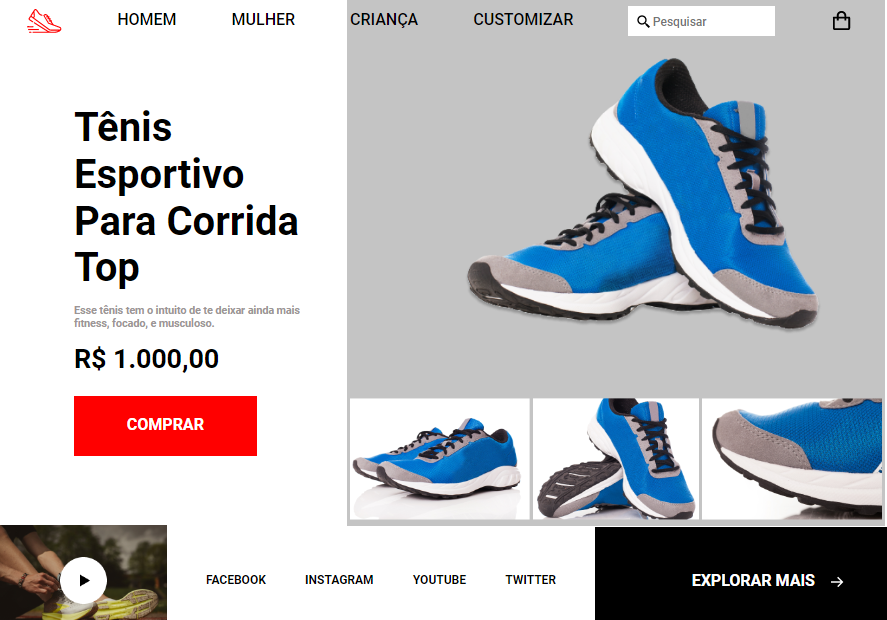 HOMEM
MULHER
CRIANÇA
CUSTOMIZAR
Pesquisar
Tênis
Esportivo
Para Corrida
Top
Esse tênis tem o intuito de te deixar ainda mais
fitness, focado, e musculoso.
R$ 1.000,00
COMPRAR
FACEBOOK
INSTAGRAM
YOUTUBE
TWITTER
EXPLORAR MAIS